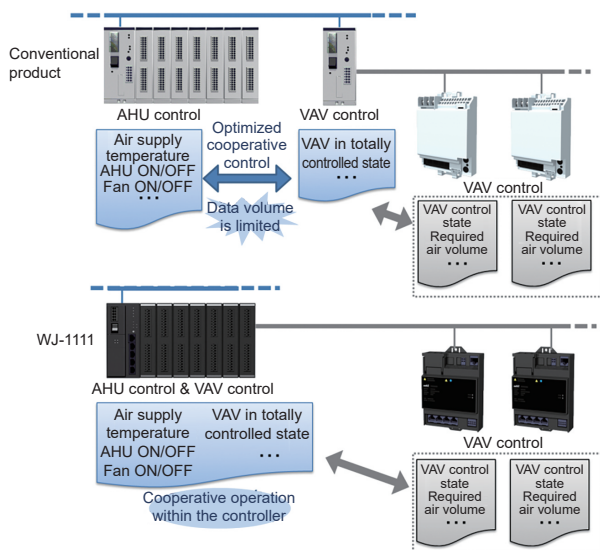 Conventional
product
AHU control
VAV control
Air supply
temperature
AHU ON/OFF
Fan ON/OFF
• • •
Optimized
cooperative
control
Data volume
is limited
VAV in totally
controlled state
• • •
VAV control
VAV control
state
Required
air volume
• • •
VAV control
state
Required
air volume
• • •
WJ-1111
AHU control & VAV control
Air supply
temperature
AHU ON/OFF
Fan ON/OFF
VAV in totally
controlled state
• • •
Cooperative operation
within the controller
VAV control
VAV control
state
Required
air volume
• • •
VAV control
state
Required
air volume
• • •